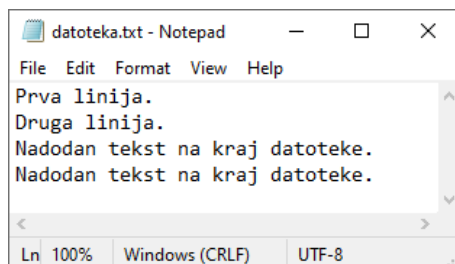 datoteka.txt - Notepad
File Edit Format View Help
Prva linija.
Druga linija.
Nadodan tekst na kraj datoteke.
Nadodan tekst na kraj datoteke.
Ln 100% Windows (CRLF) UTF-8